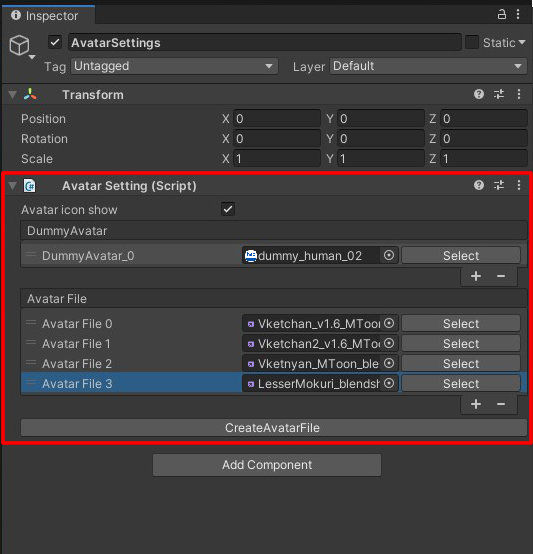 Inspector
AvatarSettings
Static
Tag Untagged Layer Default
Transform
Position X 0 Y 0 Z 0
Rotation X 0 Y 0 Z 0
Scale X 1 Y 1 Z 1
Avatar Setting (Script)
Avatar icon show
DummyAvatar
DummyAvatar_0 dummy_human_02 Select
+ −
Avatar File
Avatar File 0 Vketchan_v1.6_MToon Select
Avatar File 1 Vketchan2_v1.6_MToo Select
Avatar File 2 Vketnyan_MToon_ble Select
Avatar File 3 LesserMokuri_blendsh Select
+ −
CreateAvatarFile
Add Component